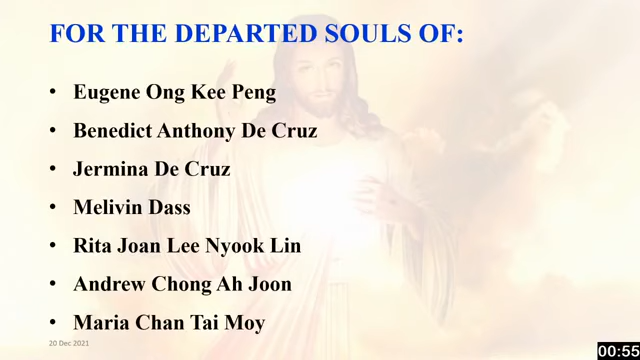 FOR THE DEPARTED SOULS OF:
• Eugene Ong Kee Peng
• Benedict Anthony De Cruz
• Jermina De Cruz
• Melivin Dass
• Rita Joan Lee Nyook Lin
• Andrew Chong Ah Joon
• Maria Chan Tai Moy
20 Dec 2021
00:55